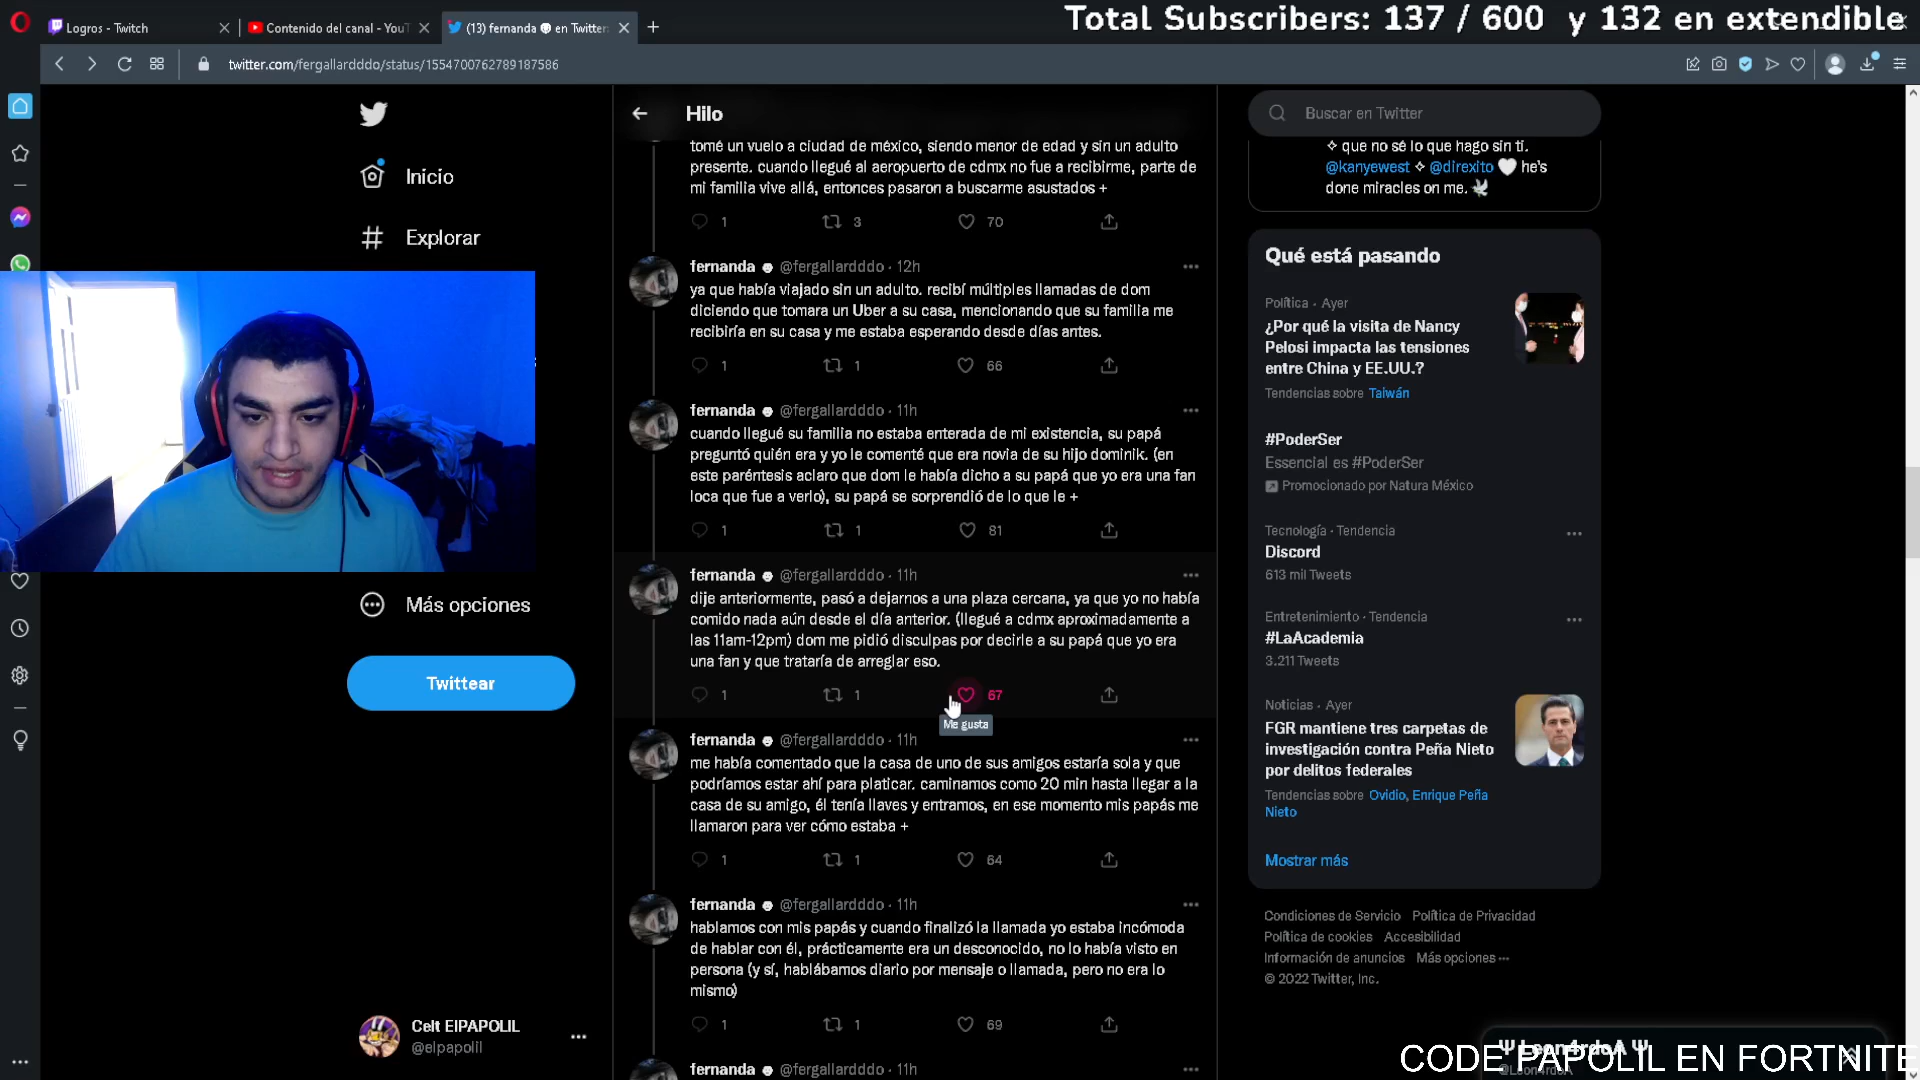 Logros - Twitch
Contenido del canal - YouT
(13) fernanda en Twitter:
Total Subscribers: 137 / 600 y 132 en extendible
twitter.com/fergallardddo/status/1554700762789187586
Inicio
Explorar
Más opciones
Twittear
Celt ElPAPOLIL
@elpapolil
Hilo
tomé un vuelo a ciudad de méxico, siendo menor de edad y sin un adulto
presente. cuando llegué al aeropuerto de cdmx no fue a recibirme, parte de
mi familia vive allá, entonces pasaron a buscarme asustados +
1 3 70
fernanda @fergallardddo · 12h
ya que había viajado sin un adulto. recibí múltiples llamadas de dom
diciendo que tomara un Uber a su casa, mencionando que su familia me
recibiría en su casa y me estaba esperando desde días antes.
1 1 66
fernanda @fergallardddo · 11h
cuando llegué su familia no estaba enterada de mi existencia, su papá
preguntó quién era y yo le comenté que era novia de su hijo dominik. (en
este paréntesis aclaro que dom le había dicho a su papá que yo era una fan
loca que fue a verlo), su papá se sorprendió de lo que le +
1 1 81
fernanda @fergallardddo · 11h
dije anteriormente, pasó a dejarnos a una plaza cercana, ya que yo no había
comido nada aún desde el día anterior. (llegué a cdmx aproximadamente a
las 11am-12pm) dom me pidió disculpas por decirle a su papá que yo era
una fan y que trataría de arreglar eso.
1 1 67
Me gusta
fernanda @fergallardddo · 11h
me había comentado que la casa de uno de sus amigos estaría sola y que
podríamos estar ahí para platicar. caminamos como 20 min hasta llegar a la
casa de su amigo, él tenía llaves y entramos, en ese momento mis papás me
llamaron para ver cómo estaba +
1 1 64
fernanda @fergallardddo · 11h
hablamos con mis papás y cuando finalizó la llamada yo estaba incómoda
de hablar con él, prácticamente era un desconocido, no lo había visto en
persona (y sí, hablábamos diario por mensaje o llamada, pero no era lo
mismo)
1 1 69
fernanda @fergallardddo · 11h
Buscar en Twitter
✧ que no sé lo que hago sin ti.
@kanyewest ✧ @direxito 🤍 he's
done miracles on me. 🕊
Qué está pasando
Política · Ayer
¿Por qué la visita de Nancy
Pelosi impacta las tensiones
entre China y EE.UU.?
Tendencias sobre Taiwán
#PoderSer
Essencial es #PoderSer
Promocionado por Natura México
Tecnología · Tendencia
Discord
613 mil Tweets
Entretenimiento · Tendencia
#LaAcademia
3.211 Tweets
Noticias · Ayer
FGR mantiene tres carpetas de
investigación contra Peña Nieto
por delitos federales
Tendencias sobre Ovidio, Enrique Peña
Nieto
Mostrar más
Condiciones de Servicio Política de Privacidad
Política de cookies Accesibilidad
Información de anuncios Más opciones ···
© 2022 Twitter, Inc.
Ψ Leon4rdoA Ψ
CODE PAPOLIL EN FORTNITE
@Leon4rdoA